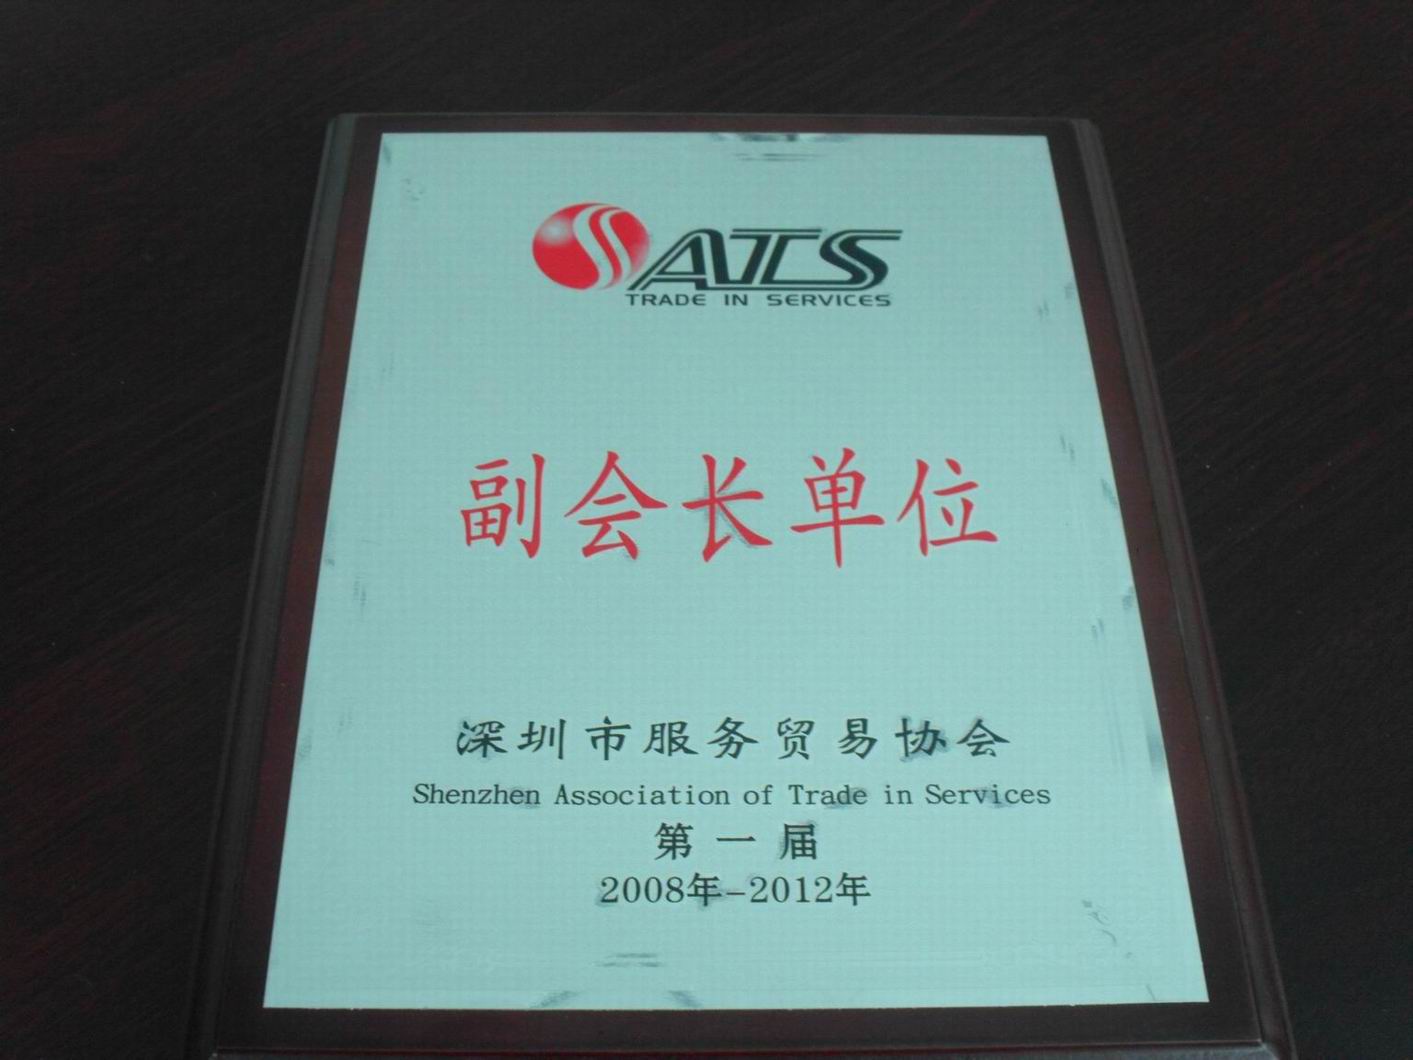 SATS
TRADE IN SERVICES
副会长单位
深圳市服务贸易协会
Shenzhen Association of Trade in Services
第一届
2008年-2012年